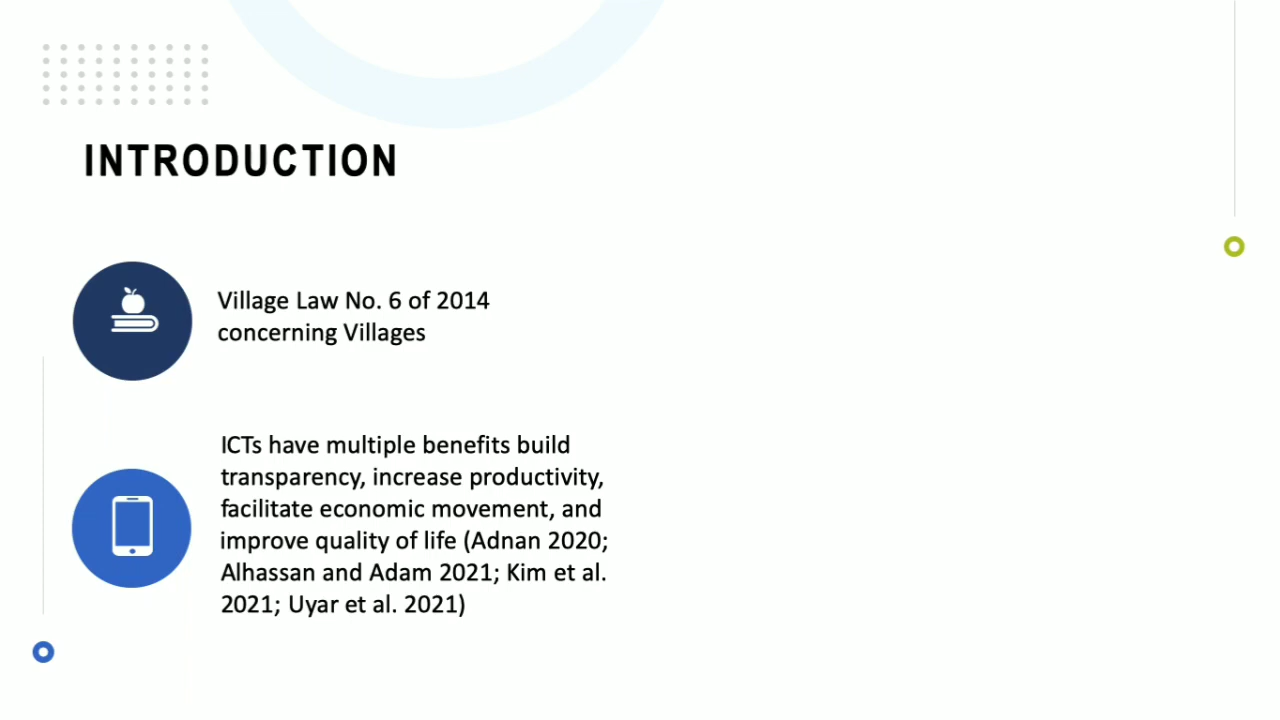 INTRODUCTION
Village Law No. 6 of 2014
concerning Villages
ICTs have multiple benefits build
transparency, increase productivity,
facilitate economic movement, and
improve quality of life (Adnan 2020;
Alhassan and Adam 2021; Kim et al.
2021; Uyar et al. 2021)